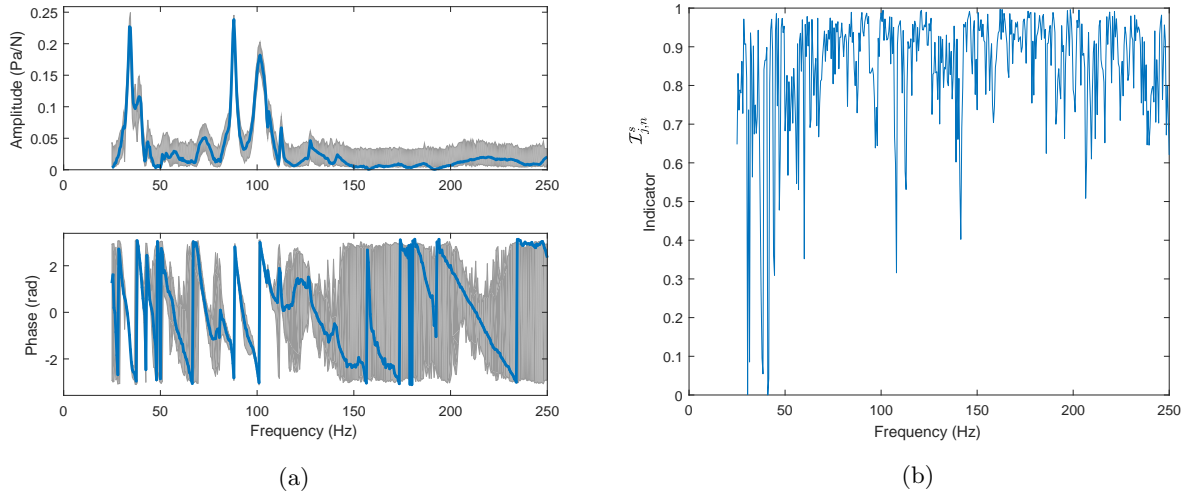 0.25
0.2
0.15
0.1
0.05
0
Amplitude (Pa/N)
0 50 100 150 200 250
2
0
-2
Phase (rad)
0 50 100 150 200 250
Frequency (Hz)
(a)
1
0.9
0.8
0.7
0.6
0.5
0.4
0.3
0.2
0.1
0
Indicator ℐˢⱼ,ₙ
0 50 100 150 200 250
Frequency (Hz)
(b)